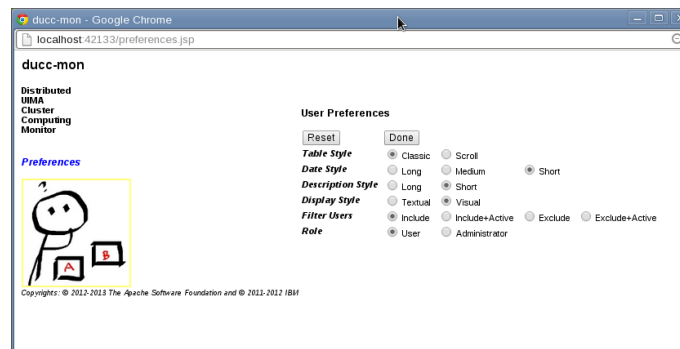 ducc-mon - Google Chrome
localhost:42133/preferences.jsp
ducc-mon
Distributed
UIMA
Cluster
Computing
Monitor
Preferences
A
B
Copyrights: © 2012-2013 The Apache Software Foundation and © 2011-2012 IBM
User Preferences
Reset Done
Table Style Classic Scroll
Date Style Long Medium Short
Description Style Long Short
Display Style Textual Visual
Filter Users Include Include+Active Exclude Exclude+Active
Role User Administrator